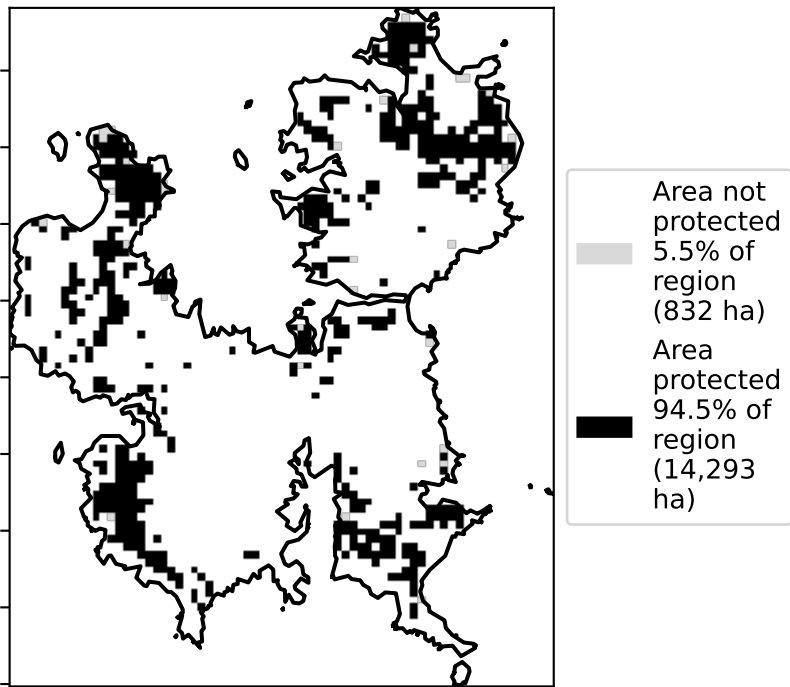 Area not
protected
5.5% of
region
(832 ha)
Area
protected
94.5% of
region
(14,293
ha)